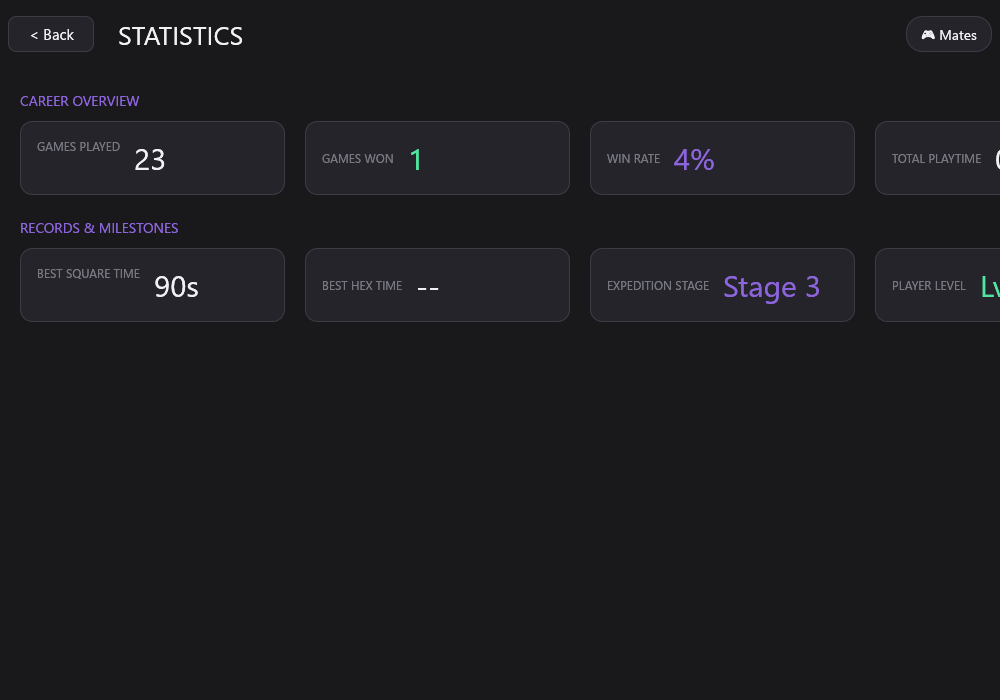 < Back
STATISTICS
Mates
CAREER OVERVIEW
GAMES PLAYED 23
GAMES WON 1
WIN RATE 4%
TOTAL PLAYTIME
RECORDS & MILESTONES
BEST SQUARE TIME 90s
BEST HEX TIME --
EXPEDITION STAGE Stage 3
PLAYER LEVEL